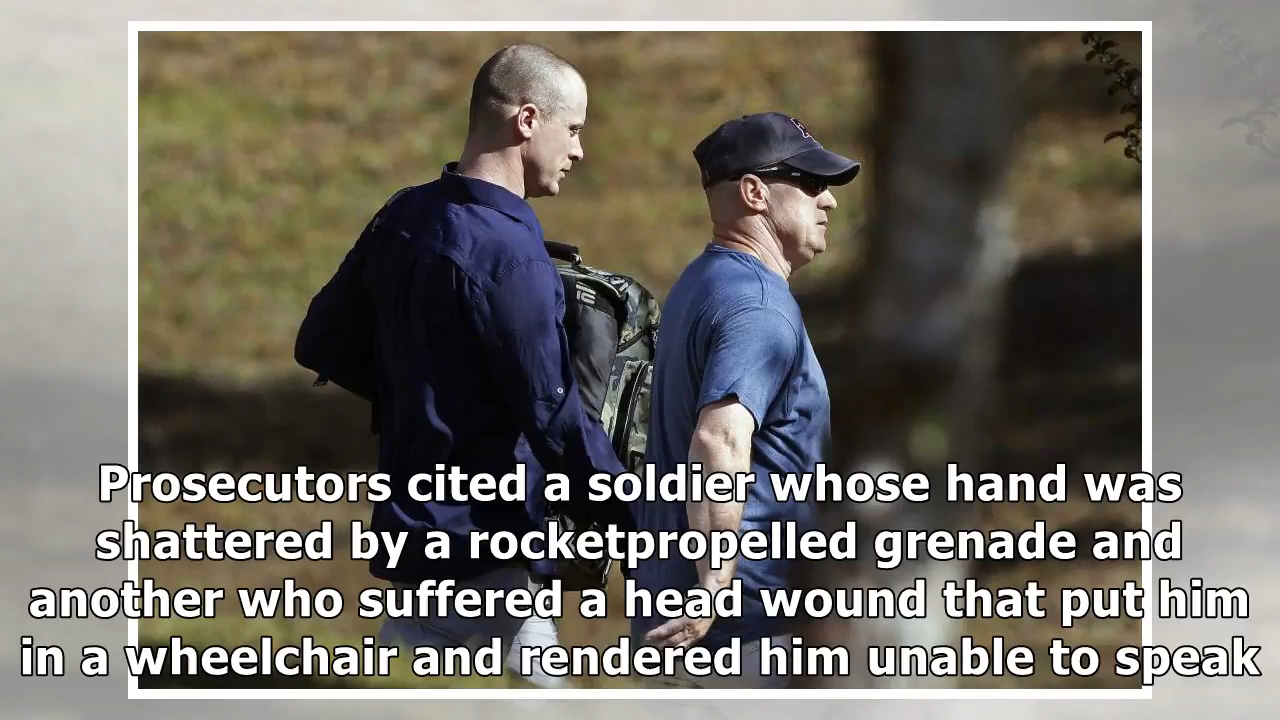 Prosecutors cited a soldier whose hand was
shattered by a rocketpropelled grenade and
another who suffered a head wound that put him
in a wheelchair and rendered him unable to speak